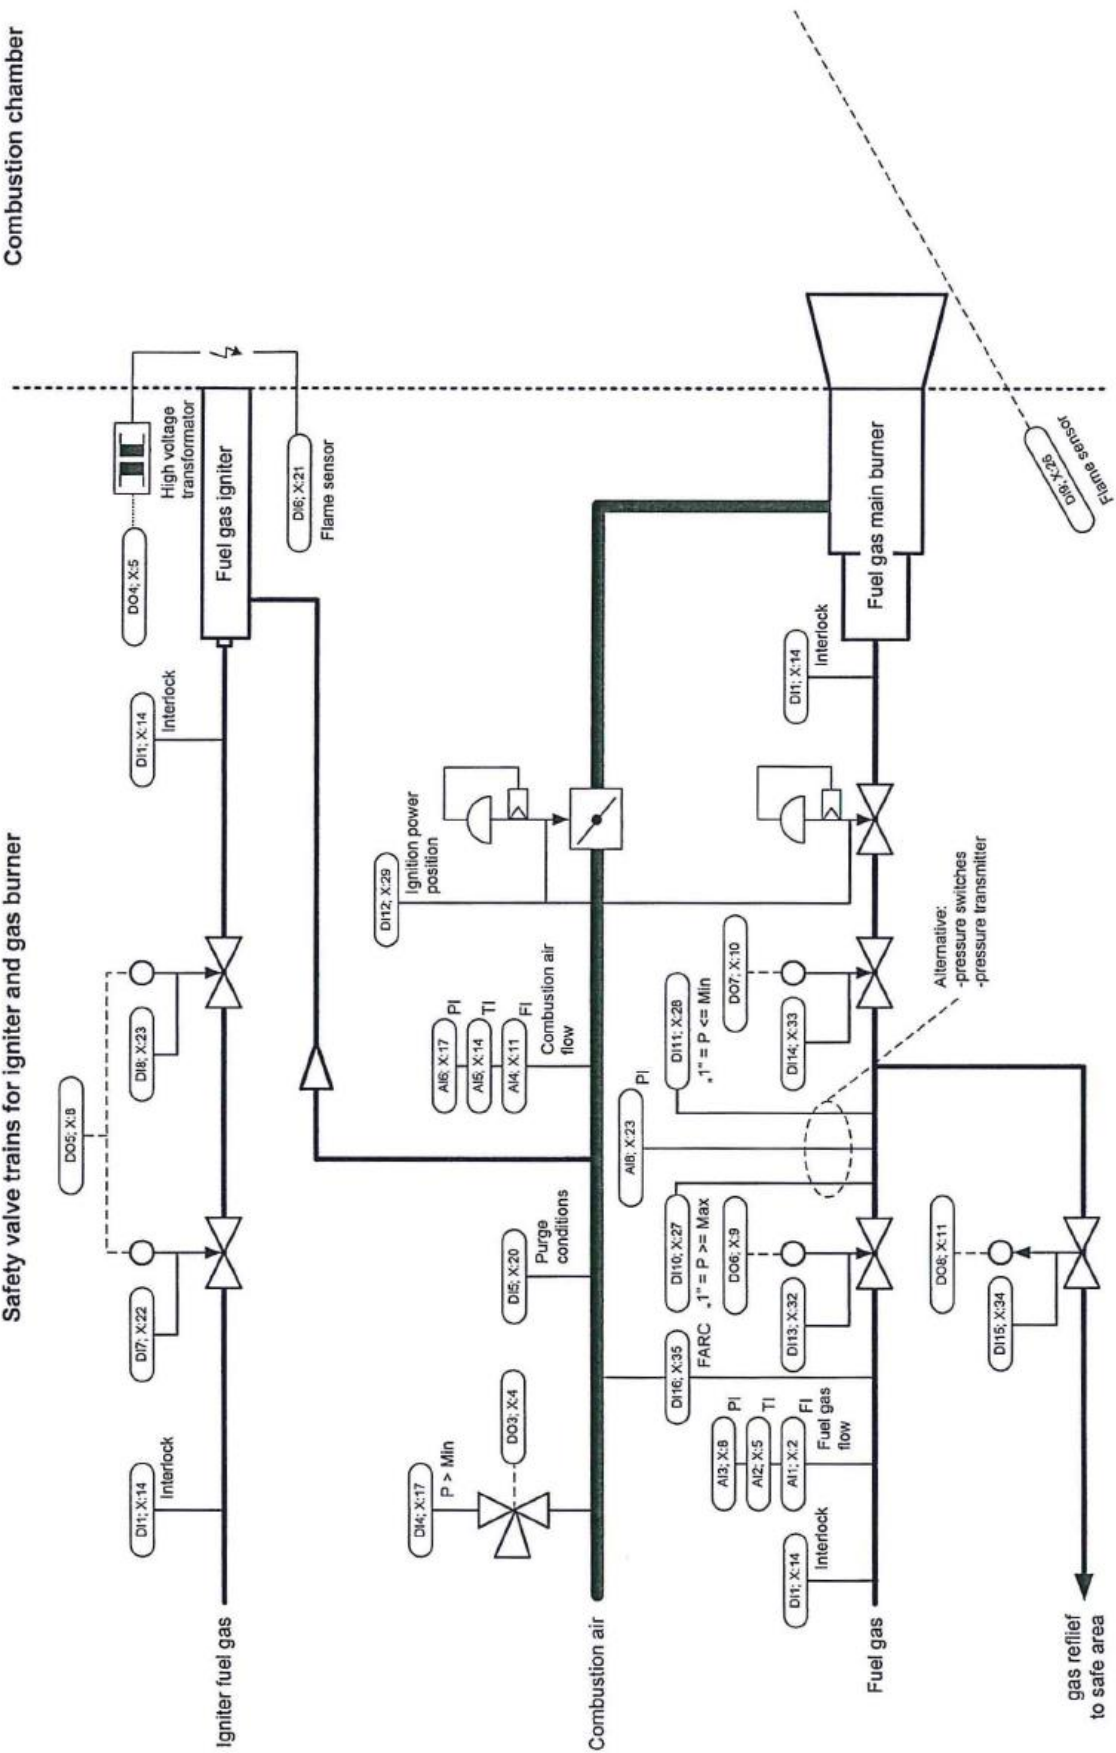 Safety valve trains for igniter and gas burner
Combustion chamber
DO5; X:8
DO4; X:5
High voltage
transformator
DI1; X:14
Interlock
DI7; X:22
DI8; X:23
DI1; X:14
Interlock
Igniter fuel gas
Fuel gas igniter
DI6; X:21
Flame sensor
DI4; X:17
P > Min
DO3; X:4
DI5; X:20
Purge
conditions
AI6; X:17
PI
AI5; X:14
TI
AI4; X:11
FI
Combustion air
flow
DI12; X:29
Ignition power
position
Combustion air
DI16; X:35
FARC
DI10; X:27
„1" = P >= Max
AI8; X:23
PI
DI11; X:28
„1" = P <= Min
AI3; X:8
PI
AI2; X:5
TI
AI1; X:2
FI
Fuel gas
flow
DO6; X:9
DI13; X:32
DO7; X:10
DI14; X:33
DI1; X:14
Interlock
DI1; X:14
Interlock
Fuel gas
Fuel gas main burner
Alternative:
-pressure switches
-pressure transmitter
DO8; X:11
DI15; X:34
DI9; X:26
Flame sensor
gas reflief
to safe area